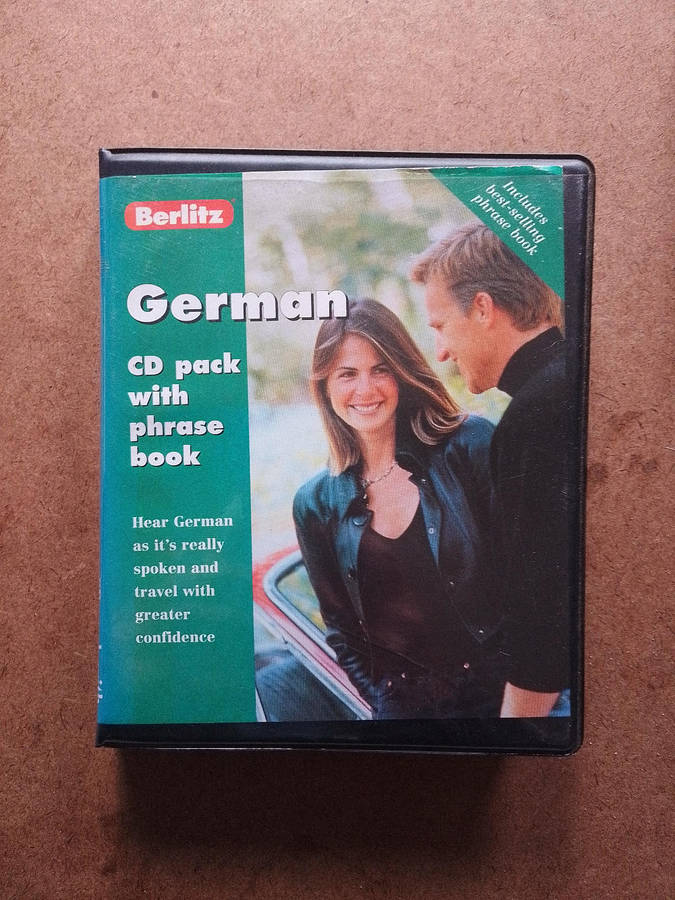 Berlitz
Includes
best-selling
phrase book
German
CD pack
with
phrase
book
Hear German
as it's really
spoken and
travel with
greater
confidence